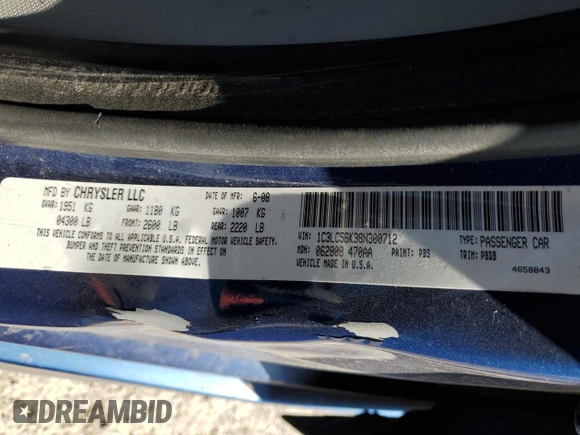 MFD BY CHRYSLER LLC
DATE OF MFR: 6-08
GVWR: 1951 KG GAWR: 1180 KG GAWR: 1007 KG
04300 LB FRONT: 2600 LB REAR: 2220 LB
THIS VEHICLE CONFORMS TO ALL APPLICABLE U.S.A. FEDERAL MOTOR VEHICLE SAFETY,
BUMPER AND THEFT PREVENTION STANDARDS IN EFFECT ON
THE DATE OF MANUFACTURE SHOWN ABOVE.
VIN: 1C3LC56K38N300712
TYPE: PASSENGER CAR
MDH: 062808 470AA PAINT: PBS TRIM: P8DB
VEHICLE MADE IN U.S.A.
4658843
DREAMBID